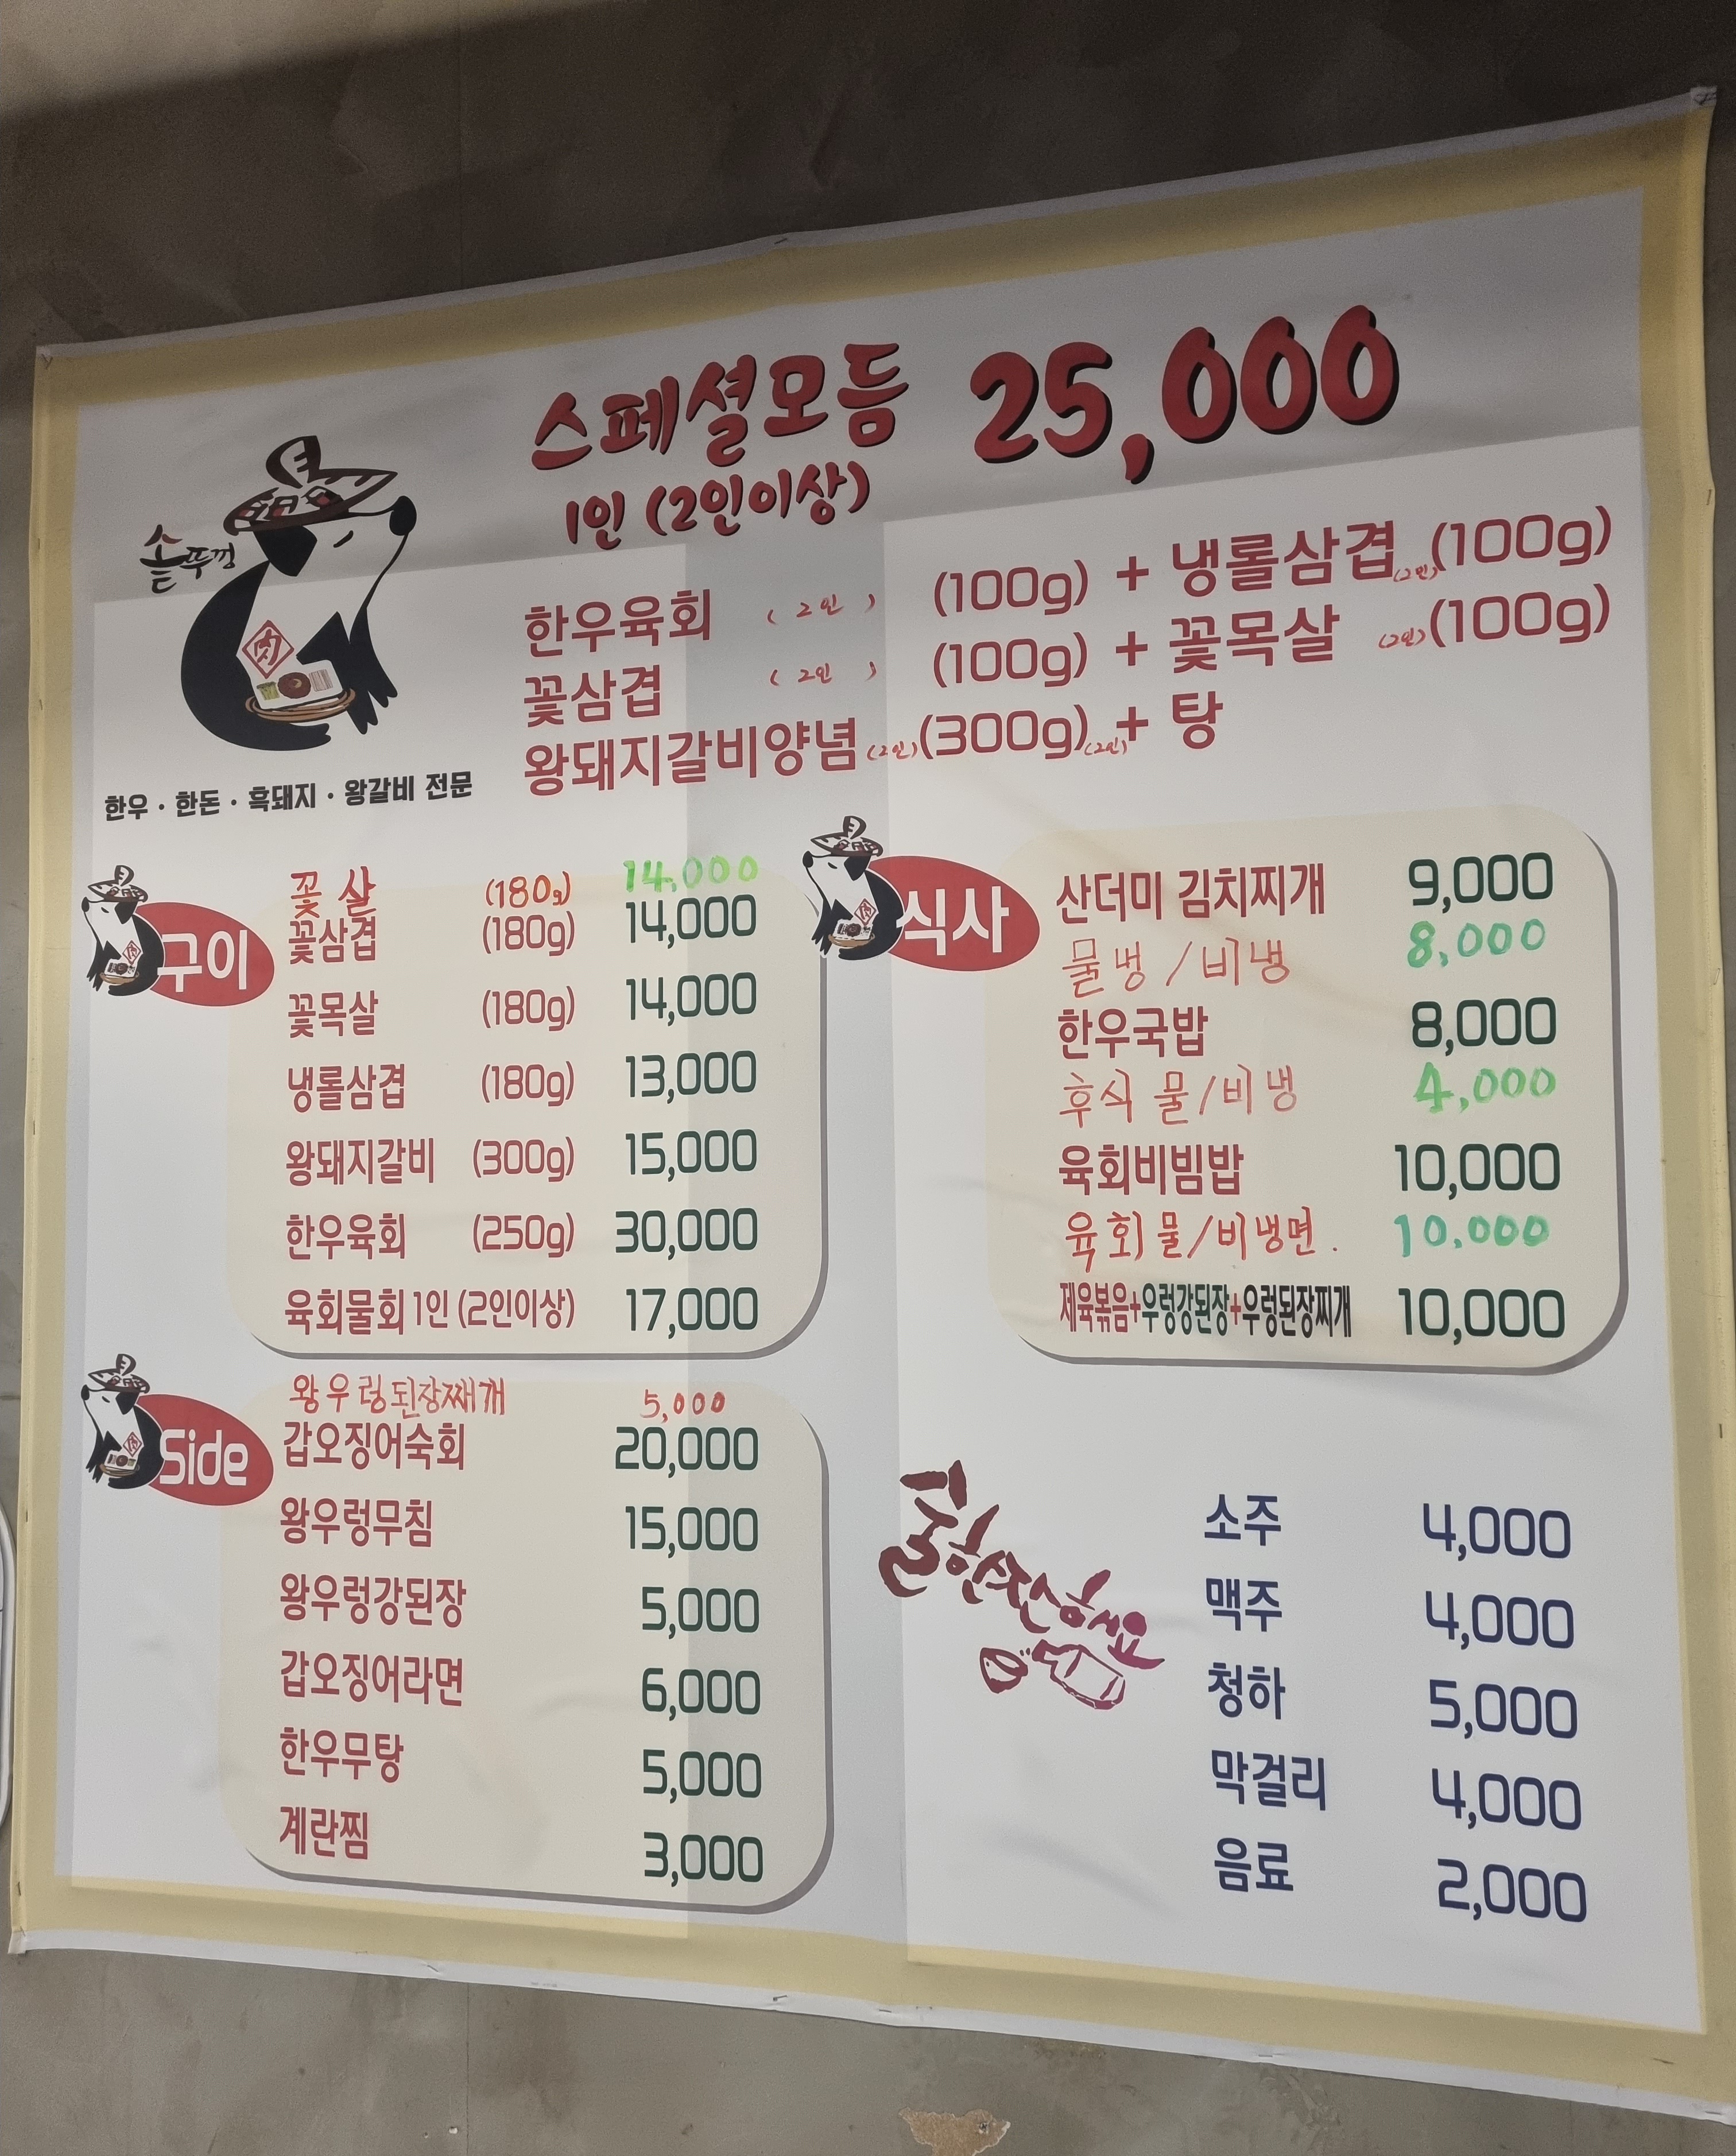 스페셜모듬 25,000
1인 (2인이상)
솥뚜껑
한우육회 (2인) (100g) + 냉롤삼겹 (2인) (100g)
꽃삼겹 (2인) (100g) + 꽃목살 (2인) (100g)
왕돼지갈비양념 (2인) (300g) (2인) + 탕
한우 · 한돈 · 흑돼지 · 왕갈비 전문
구이
꽃살 (180g) 14,000
꽃삼겹 (180g) 14,000
꽃목살 (180g) 14,000
냉롤삼겹 (180g) 13,000
왕돼지갈비 (300g) 15,000
한우육회 (250g) 30,000
육회물회 1인 (2인이상) 17,000
Side
왕우렁된장찌개 5,000
갑오징어숙회 20,000
왕우렁무침 15,000
왕우렁강된장 5,000
갑오징어라면 6,000
한우무탕 5,000
계란찜 3,000
식사
산더미 김치찌개 9,000
물냉/비냉 8,000
한우국밥 8,000
후식 물/비냉 4,000
육회비빔밥 10,000
육회물/비냉면. 10,000
제육볶음+우렁강된장+우렁된장찌개 10,000
술한잔하세요
소주 4,000
맥주 4,000
청하 5,000
막걸리 4,000
음료 2,000